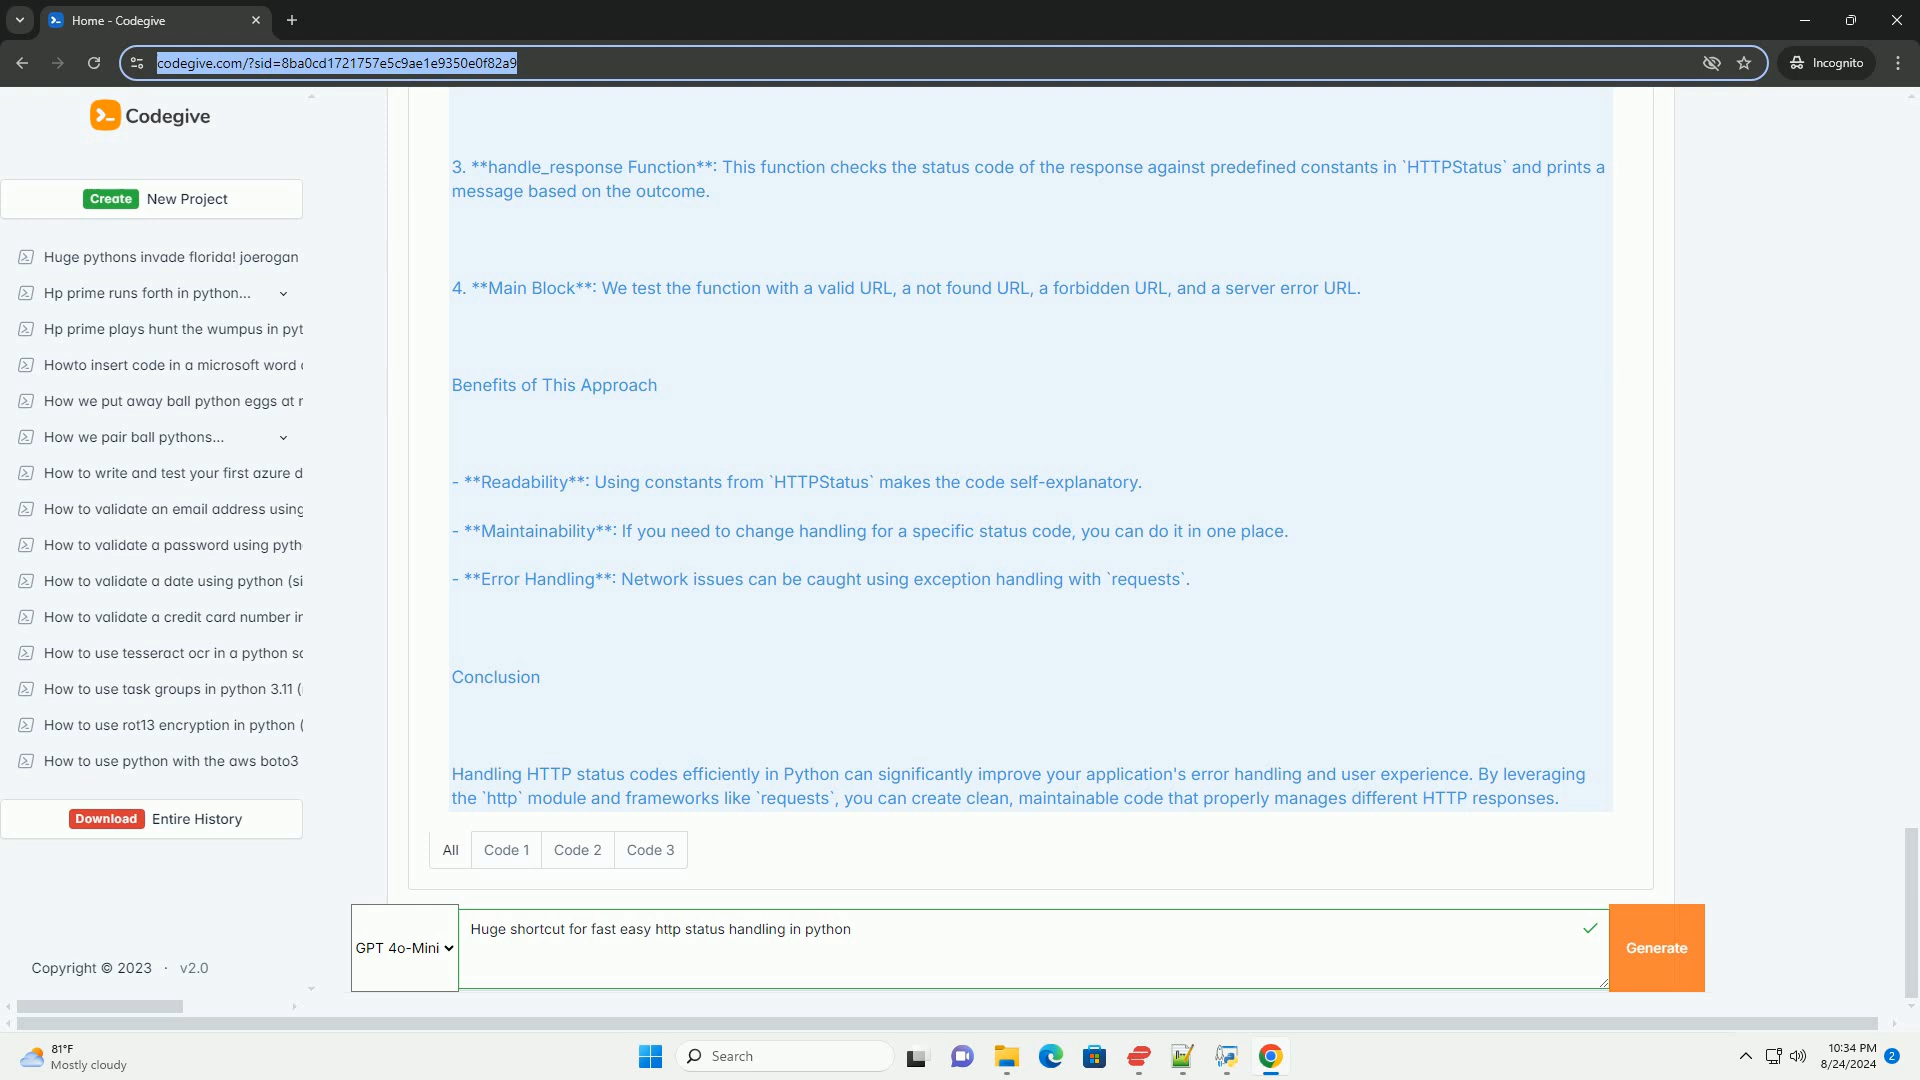 Home - Codegive
codegive.com/?sid=8ba0cd1721757e5c9ae1e9350e0f82a9
Incognito
Codegive
Create New Project
Huge pythons invade florida! joerogan
Hp prime runs forth in python...
Hp prime plays hunt the wumpus in pyt
Howto insert code in a microsoft word
How we put away ball python eggs at r
How we pair ball pythons...
How to write and test your first azure d
How to validate an email address using
How to validate a password using pyth
How to validate a date using python (si
How to validate a credit card number ir
How to use tesseract ocr in a python sc
How to use task groups in python 3.11 (
How to use rot13 encryption in python (
How to use python with the aws boto3
Download Entire History
Copyright © 2023 · v2.0
3. **handle_response Function**: This function checks the status code of the response against predefined constants in `HTTPStatus` and prints a
message based on the outcome.
4. **Main Block**: We test the function with a valid URL, a not found URL, a forbidden URL, and a server error URL.
Benefits of This Approach
- **Readability**: Using constants from `HTTPStatus` makes the code self-explanatory.
- **Maintainability**: If you need to change handling for a specific status code, you can do it in one place.
- **Error Handling**: Network issues can be caught using exception handling with `requests`.
Conclusion
Handling HTTP status codes efficiently in Python can significantly improve your application's error handling and user experience. By leveraging
the `http` module and frameworks like `requests`, you can create clean, maintainable code that properly manages different HTTP responses.
All Code 1 Code 2 Code 3
GPT 4o-Mini
Huge shortcut for fast easy http status handling in python
Generate
81°F
Mostly cloudy
Search
10:34 PM
8/24/2024
2